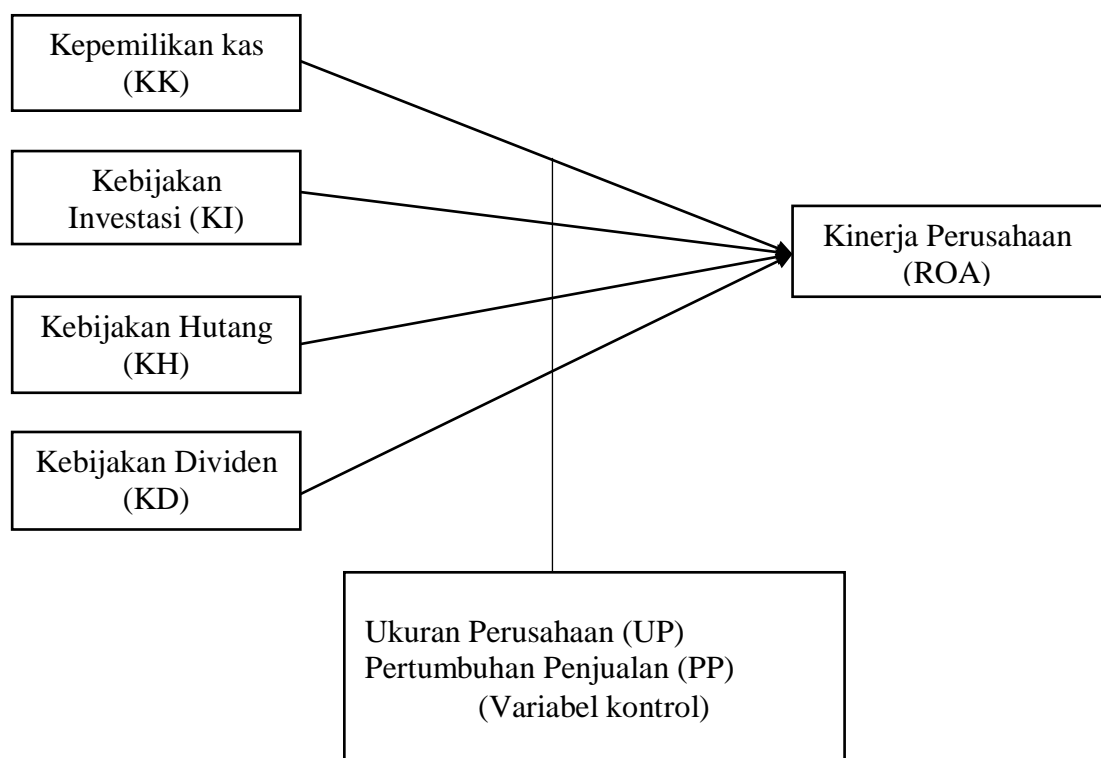 Kepemilikan kas
(KK)
Kebijakan
Investasi (KI)
Kebijakan Hutang
(KH)
Kebijakan Dividen
(KD)
Kinerja Perusahaan
(ROA)
Ukuran Perusahaan (UP)
Pertumbuhan Penjualan (PP)
(Variabel kontrol)